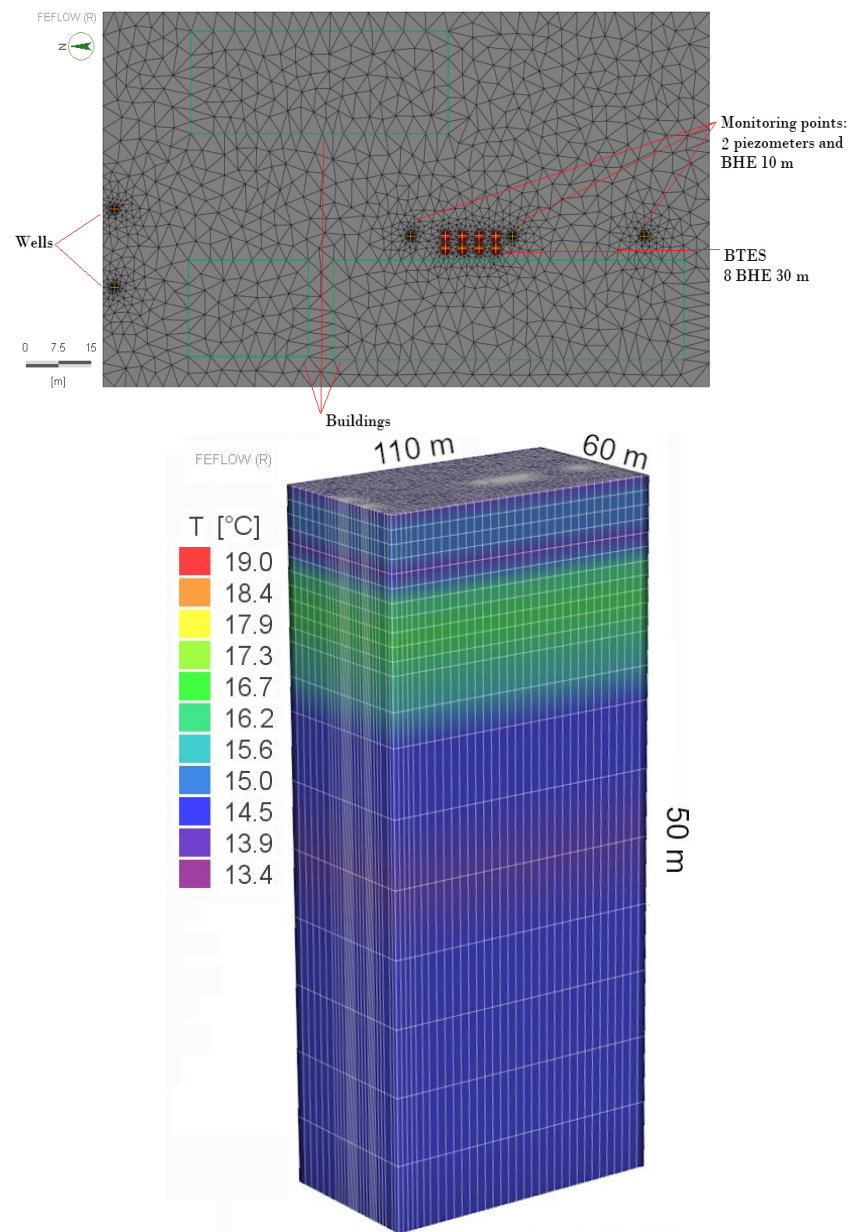 FEFLOW (R)
N
Monitoring points:
2 piezometers and
BHE 10 m
Wells
BTES
8 BHE 30 m
0 7.5 15
[m]
Buildings
FEFLOW (R)
110 m
60 m
T [°C]
19.0
18.4
17.9
17.3
16.7
16.2
15.6
15.0
14.5
13.9
13.4
50 m